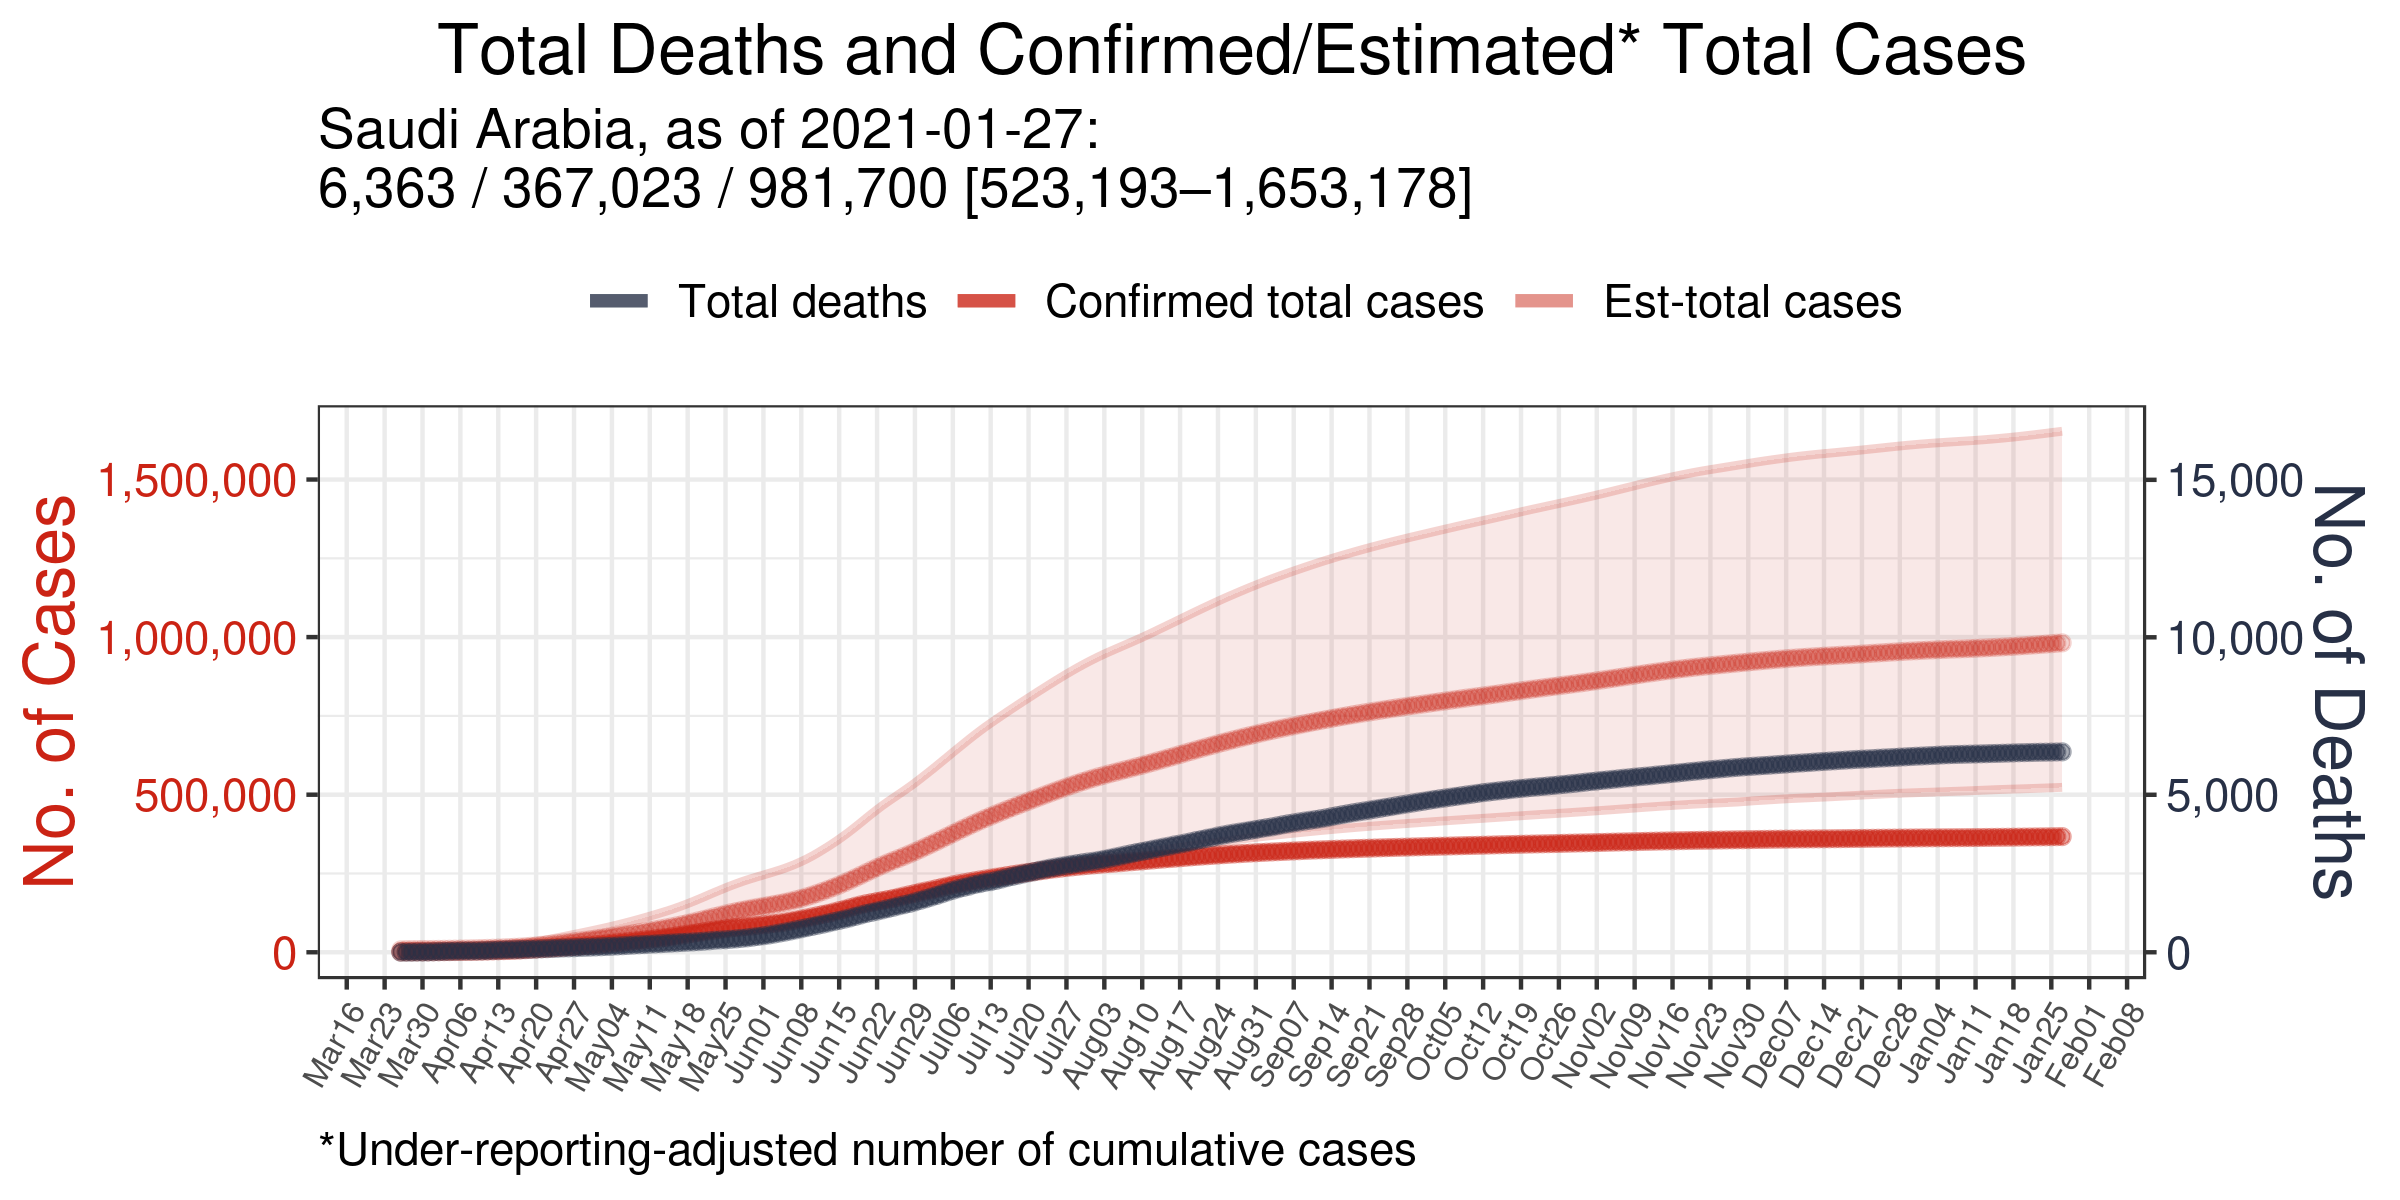 Total Deaths and Confirmed/Estimated* Total Cases
Saudi Arabia, as of 2021-01-27:
6,363 / 367,023 / 981,700 [523,193–1,653,178]
Total deaths
Confirmed total cases
Est-total cases
No. of Cases
1,500,000
1,000,000
500,000
0
15,000
10,000
5,000
0
No. of Deaths
Mar16
Mar23
Mar30
Apr06
Apr13
Apr20
Apr27
May04
May11
May18
May25
Jun01
Jun08
Jun15
Jun22
Jun29
Jul06
Jul13
Jul20
Jul27
Aug03
Aug10
Aug17
Aug24
Aug31
Sep07
Sep14
Sep21
Sep28
Oct05
Oct12
Oct19
Oct26
Nov02
Nov09
Nov16
Nov23
Nov30
Dec07
Dec14
Dec21
Dec28
Jan04
Jan11
Jan18
Jan25
Feb01
Feb08
*Under-reporting-adjusted number of cumulative cases